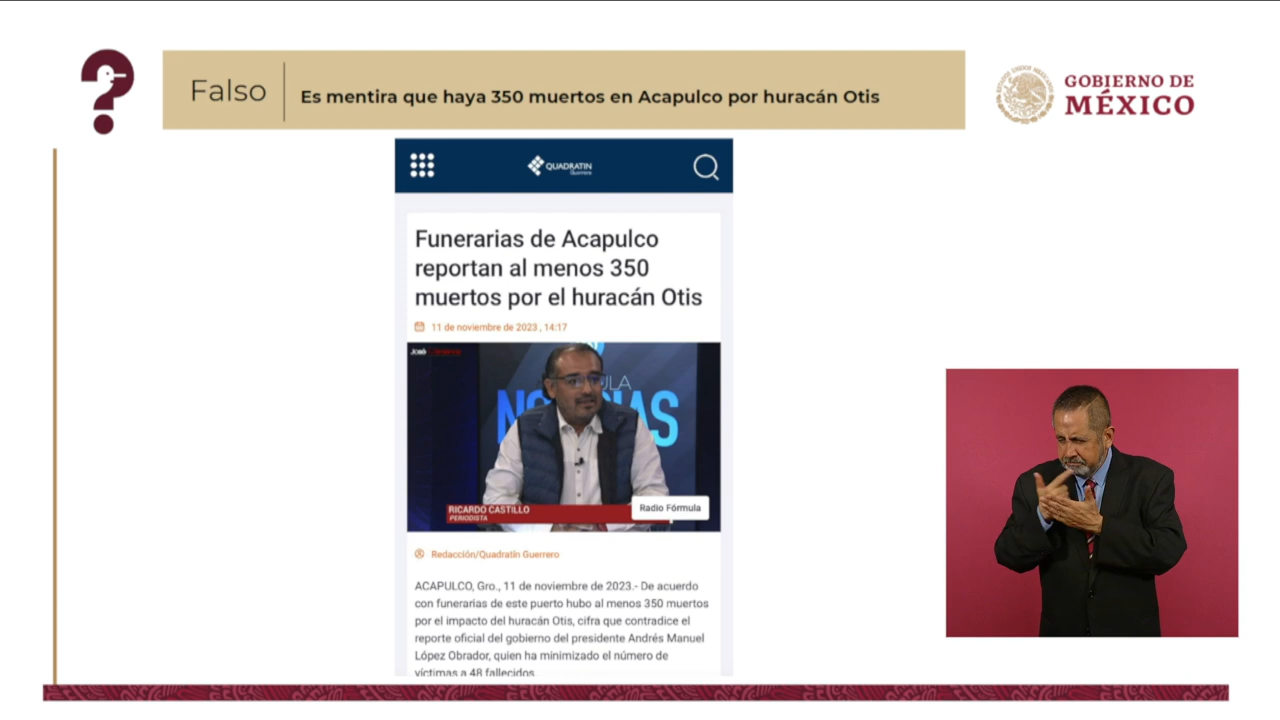 Falso
Es mentira que haya 350 muertos en Acapulco por huracán Otis
GOBIERNO DE
MÉXICO
QUADRATIN
Guerrero
Funerarias de Acapulco
reportan al menos 350
muertos por el huracán Otis
11 de noviembre de 2023 , 14:17
José
RICARDO CASTILLO
PERIODISTA
Radio Fórmula
Redacción/Quadratín Guerrero
ACAPULCO, Gro., 11 de noviembre de 2023.- De acuerdo
con funerarias de este puerto hubo al menos 350 muertos
por el impacto del huracán Otis, cifra que contradice el
reporte oficial del gobierno del presidente Andrés Manuel
López Obrador, quien ha minimizado el número de
víctimas a 48 fallecidos